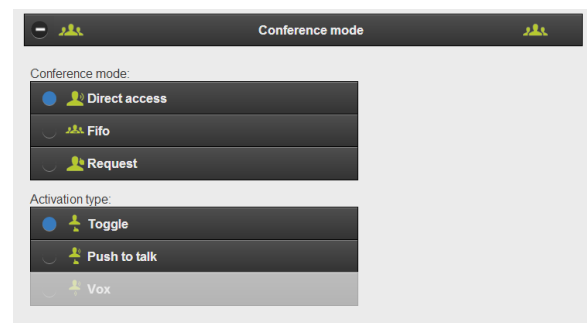 Conference mode
Conference mode:
Direct access
Fifo
Request
Activation type:
Toggle
Push to talk
Vox